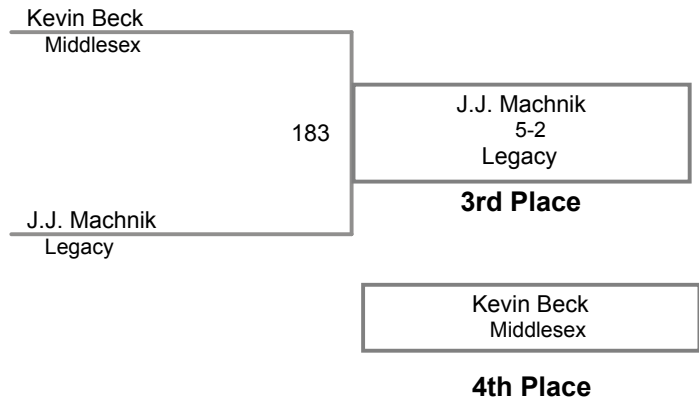 Kevin Beck
Middlesex
183
J.J. Machnik
5-2
Legacy
3rd Place
J.J. Machnik
Legacy
Kevin Beck
Middlesex
4th Place